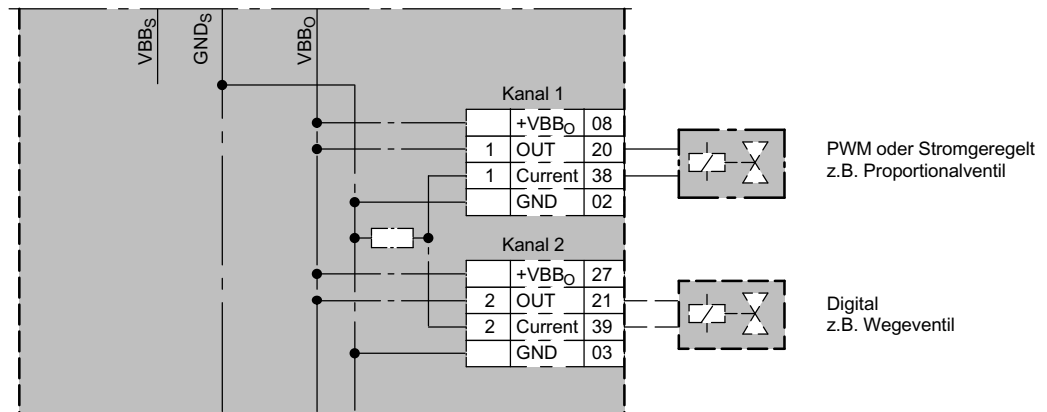 VBBS
GNDS
VBBO
Kanal 1
+VBBO 08
1 OUT 20
1 Current 38
GND 02
PWM oder Stromgeregelt
z.B. Proportionalventil
Kanal 2
+VBBO 27
2 OUT 21
2 Current 39
GND 03
Digital
z.B. Wegeventil